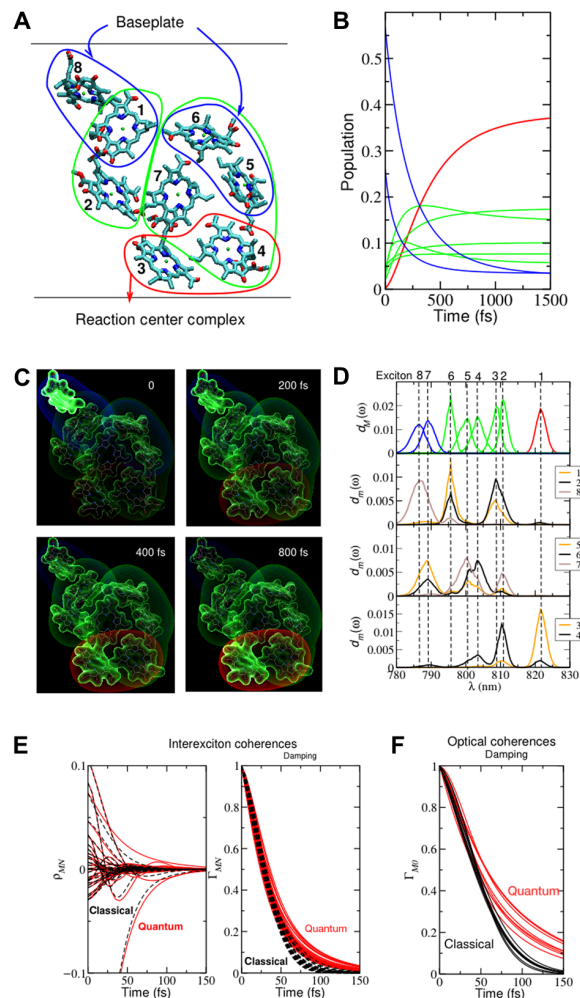 A
Baseplate
8
1
6
5
2
7
3
4
Reaction center complex
B
Population
0.5
0.4
0.3
0.2
0.1
0
0
500
1000
1500
Time (fs)
C
0
200 fs
400 fs
800 fs
D
Exciton 8 7 6 5 4 3 2 1
d_M(ω)
0.02
0.01
0
d_m(ω)
0.015
0.01
0.005
0
1
2
8
d_m(ω)
0.01
0.005
0
5
6
7
d_m(ω)
0.015
0.01
0.005
0
3
4
780 790 800 810 820 830
λ (nm)
E
Interexciton coherences
Damping
0.1
0
-0.1
ρ_MN
Classical
Quantum
0 50 100 150
Time (fs)
1
0.8
0.6
0.4
0.2
0
Γ_MN
Quantum
Classical
0 50 100 150
Time (fs)
F
Optical coherences
Damping
1
0.8
0.6
0.4
0.2
0
Γ_M0
Quantum
Classical
0 50 100 150
Time (fs)